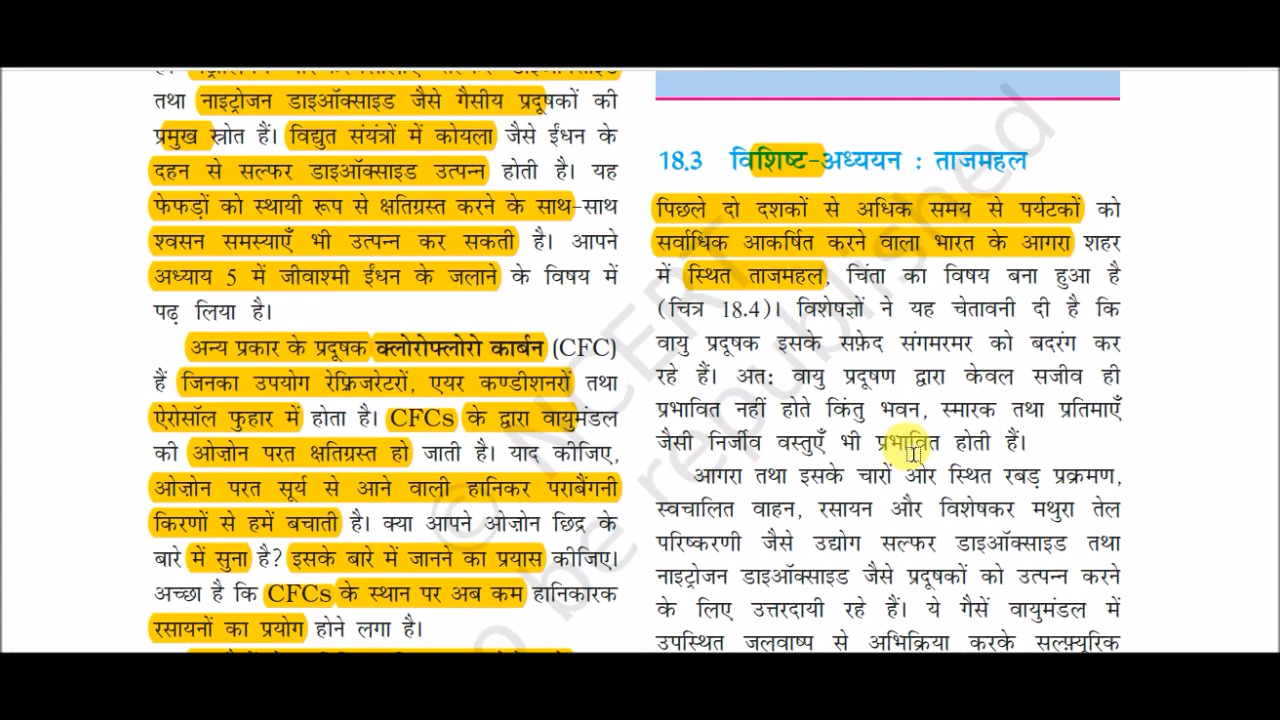 तथा नाइट्रोजन डाइऑक्साइड जैसे गैसीय प्रदूषकों की
प्रमुख स्रोत हैं। विद्युत संयंत्रों में कोयला जैसे ईंधन के
दहन से सल्फर डाइऑक्साइड उत्पन्न होती है। यह
फेफड़ों को स्थायी रूप से क्षतिग्रस्त करने के साथ-साथ
श्वसन समस्याएँ भी उत्पन्न कर सकती है। आपने
अध्याय 5 में जीवाश्मी ईंधन के जलाने के विषय में
पढ़ लिया है।
अन्य प्रकार के प्रदूषक क्लोरोफ्लोरो कार्बन (CFC)
हैं जिनका उपयोग रेफ़्रिजरेटरों, एयर कण्डीशनरों तथा
ऐरोसॉल फुहार में होता है। CFCs के द्वारा वायुमंडल
की ओजोन परत क्षतिग्रस्त हो जाती है। याद कीजिए,
ओज़ोन परत सूर्य से आने वाली हानिकर पराबैंगनी
किरणों से हमें बचाती है। क्या आपने ओज़ोन छिद्र के
बारे में सुना है? इसके बारे में जानने का प्रयास कीजिए।
अच्छा है कि CFCs के स्थान पर अब कम हानिकारक
रसायनों का प्रयोग होने लगा है।
18.3 विशिष्ट-अध्ययन : ताजमहल
पिछले दो दशकों से अधिक समय से पर्यटकों को
सर्वाधिक आकर्षित करने वाला भारत के आगरा शहर
में स्थित ताजमहल, चिंता का विषय बना हुआ है
(चित्र 18.4)। विशेषज्ञों ने यह चेतावनी दी है कि
वायु प्रदूषक इसके सफ़ेद संगमरमर को बदरंग कर
रहे हैं। अतः वायु प्रदूषण द्वारा केवल सजीव ही
प्रभावित नहीं होते किंतु भवन, स्मारक तथा प्रतिमाएँ
जैसी निर्जीव वस्तुएँ भी प्रभावित होती हैं।
आगरा तथा इसके चारों ओर स्थित रबड़ प्रक्रमण,
स्वचालित वाहन, रसायन और विशेषकर मथुरा तेल
परिष्करणी जैसे उद्योग सल्फर डाइऑक्साइड तथा
नाइट्रोजन डाइऑक्साइड जैसे प्रदूषकों को उत्पन्न करने
के लिए उत्तरदायी रहे हैं। ये गैसें वायुमंडल में
उपस्थित जलवाष्प से अभिक्रिया करके सल्फ़्यूरिक
© NCERT
be republished